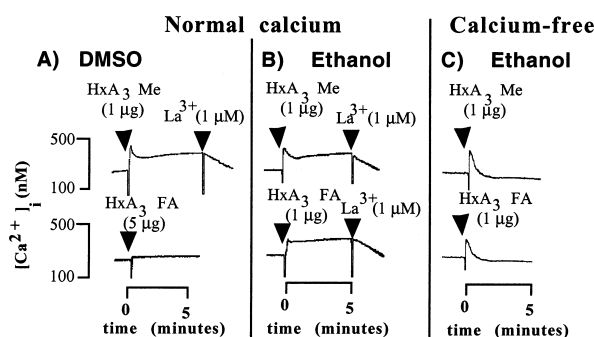 Normal calcium
Calcium-free
A) DMSO
B) Ethanol
C) Ethanol
HxA3 Me
(1 µg)
La3+ (1 µM)
HxA3 Me
(1 µg)
La3+ (1 µM)
HxA3 Me
(1 µg)
500
100
[Ca2+]i (nM)
HxA3 FA
(5 µg)
HxA3 FA
(1 µg)
La3+ (1 µM)
HxA3 FA
(1 µg)
500
100
0 5
time (minutes)
0 5
time (minutes)
0 5
time (minutes)